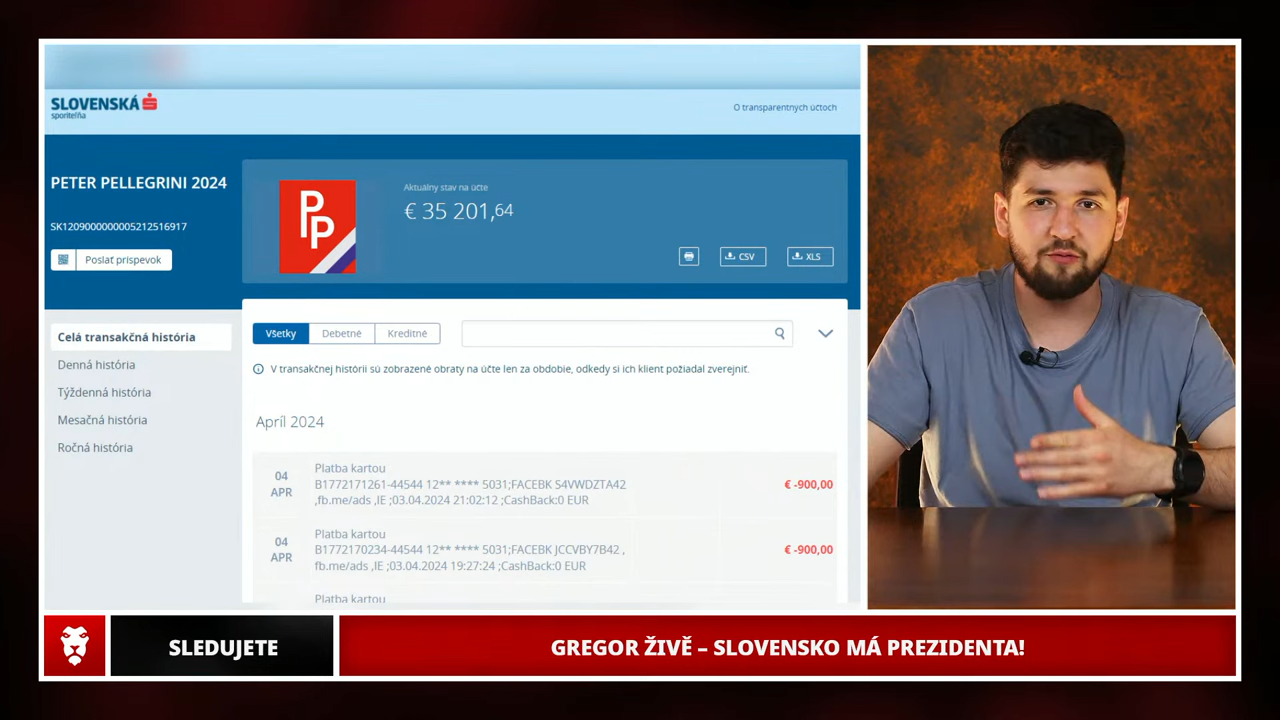 SLOVENSKÁ
sporiteľňa
O transparentných účtoch
PETER PELLEGRINI 2024
SK1209000000005212516917
Poslať príspevok
PP
Aktuálny stav na účte
€ 35 201,64
CSV
XLS
Celá transakčná história
Denná história
Týždenná história
Mesačná história
Ročná história
Všetky
Debetné
Kreditné
V transakčnej histórii sú zobrazené obraty na účte len za obdobie, odkedy si ich klient požiadal zverejniť.
Apríl 2024
04
APR
Platba kartou
B1772171261-44544 12** **** 5031;FACEBK S4VWDZTA42
,fb.me/ads ,IE ;03.04.2024 21:02:12 ;CashBack:0 EUR
€ -900,00
04
APR
Platba kartou
B1772170234-44544 12** **** 5031;FACEBK JCCVBY7B42 ,
fb.me/ads ,IE ;03.04.2024 19:27:24 ;CashBack:0 EUR
€ -900,00
Platba kartou
SLEDUJETE
GREGOR ŽIVĚ – SLOVENSKO MÁ PREZIDENTA!